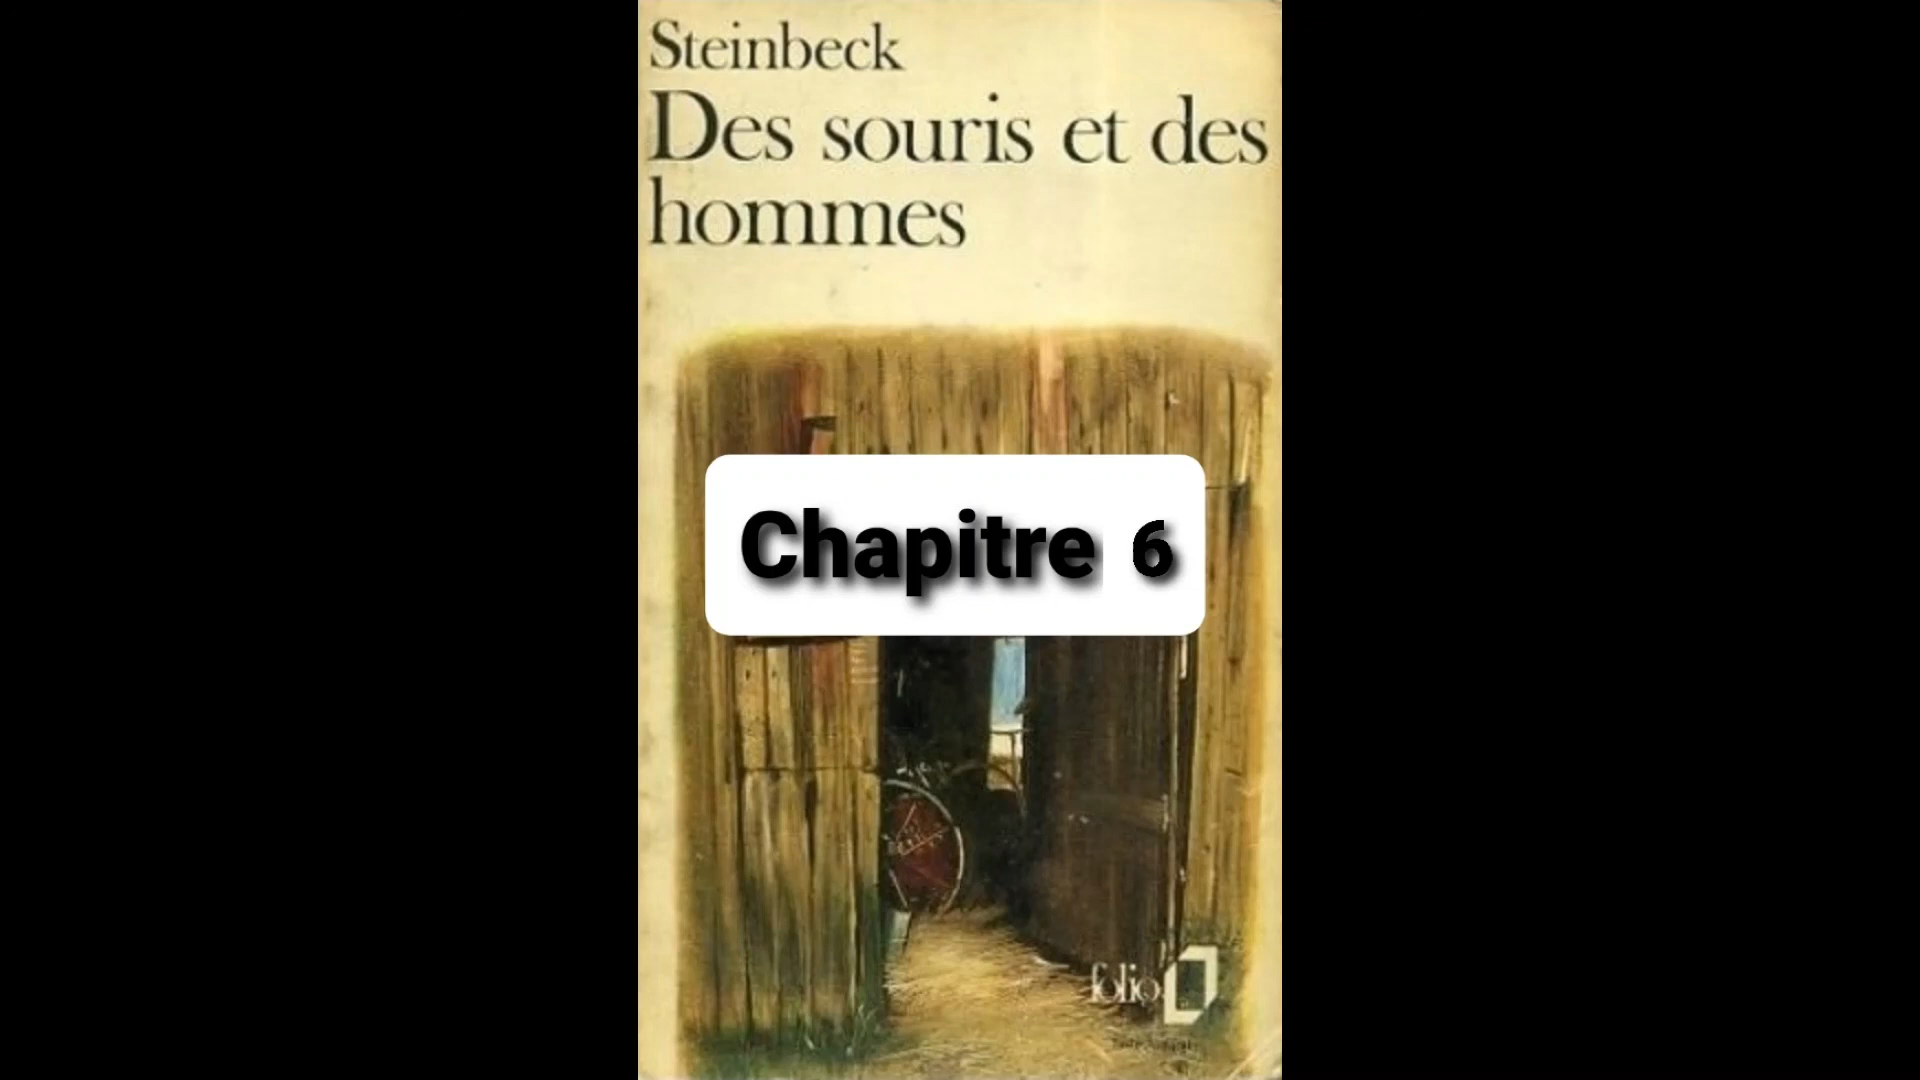 Steinbeck
Des souris et des
hommes
Chapitre 6
folio